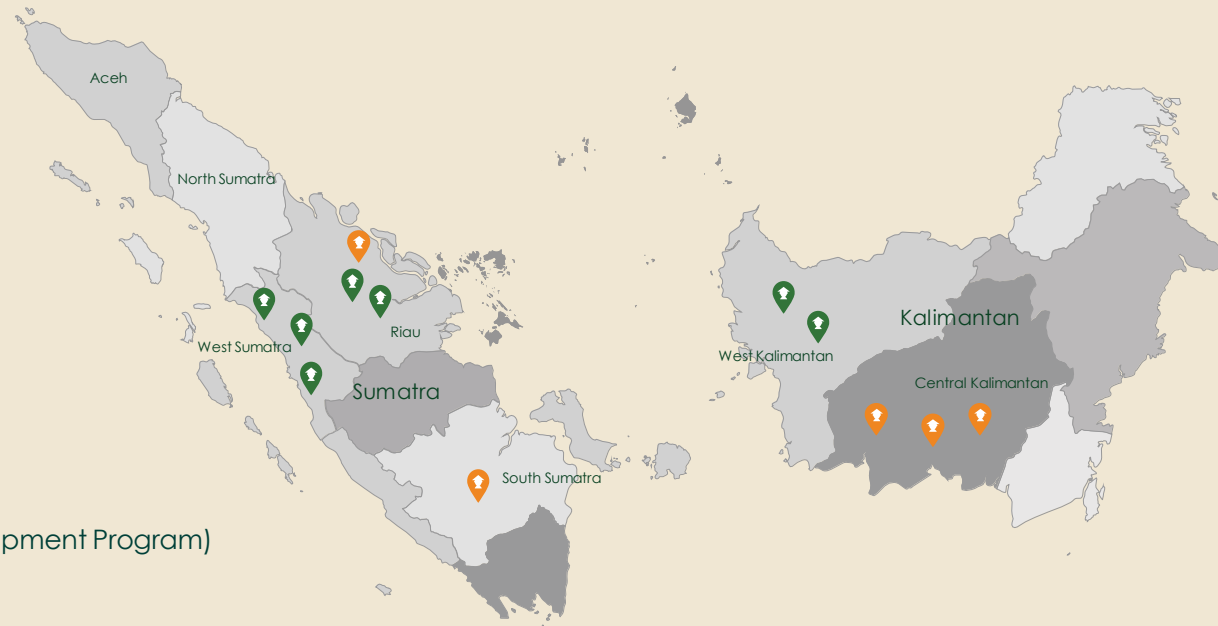 Aceh
North Sumatra
Riau
West Sumatra
Sumatra
South Sumatra
Kalimantan
West Kalimantan
Central Kalimantan
pment Program)